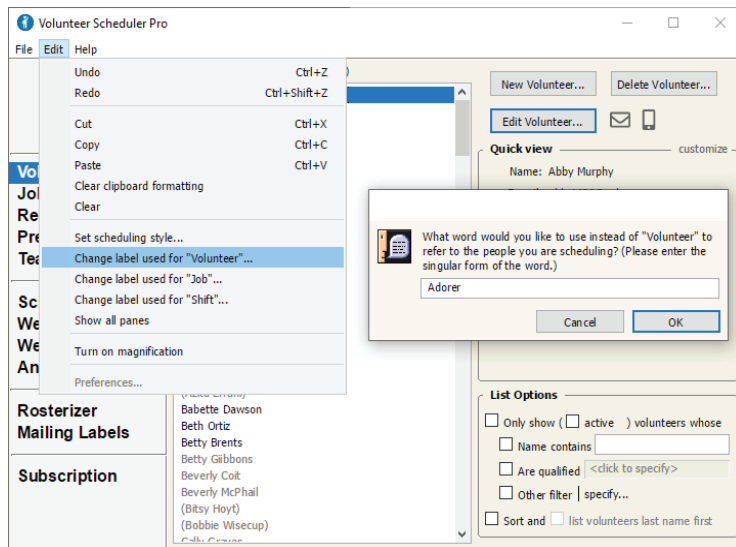 Volunteer Scheduler Pro
File Edit Help
Undo Ctrl+Z
Redo Ctrl+Shift+Z
Cut Ctrl+X
Copy Ctrl+C
Paste Ctrl+V
Clear clipboard formatting
Clear
Set scheduling style...
Change label used for "Volunteer"...
Change label used for "Job"...
Change label used for "Shift"...
Show all panes
Turn on magnification
Preferences...
Rosterizer
Mailing Labels
Subscription
Babette Dawson
Beth Ortiz
Betty Brents
Betty Giibbons
Beverly Coit
Beverly McPhail
(Bitsy Hoyt)
(Bobbie Wisecup)
New Volunteer... Delete Volunteer...
Edit Volunteer...
Quick view customize
Name: Abby Murphy
What word would you like to use instead of "Volunteer" to
refer to the people you are scheduling? (Please enter the
singular form of the word.)
Adorer
Cancel OK
List Options
Only show ( active ) volunteers whose
Name contains
Are qualified <click to specify>
Other filter specify...
Sort and list volunteers last name first